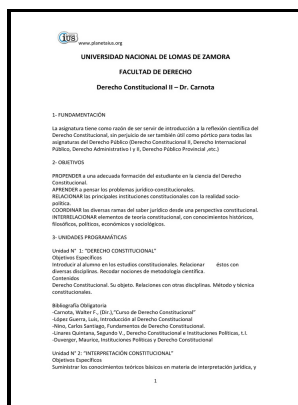 ius www.planetaius.org
UNIVERSIDAD NACIONAL DE LOMAS DE ZAMORA
FACULTAD DE DERECHO
Derecho Constitucional II – Dr. Carnota
1- FUNDAMENTACIÓN
La asignatura tiene como razón de ser servir de introducción a la reflexión científica del
Derecho Constitucional, sin perjuicio de ser también útil como pórtico para todas las
asignaturas del Derecho Público (Derecho Constitucional II, Derecho Internacional
Público, Derecho Administrativo I y II, Derecho Público Provincial ,etc.)
2- OBJETIVOS
PROPENDER a una adecuada formación del estudiante en la ciencia del Derecho
Constitucional.
APRENDER a pensar los problemas jurídico-constitucionales.
RELACIONAR las principales instituciones constitucionales con la realidad socio-
política.
COORDINAR las diversas ramas del saber jurídico desde una perspectiva constitucional.
INTERRELACIONAR elementos de teoría constitucional, con conocimientos históricos,
filosóficos, políticos, económicos y sociológicos.
3- UNIDADES PROGRAMÁTICAS
Unidad N° 1: "DERECHO CONSTITUCIONAL"
Objetivos Específicos
Introducir al alumno en los estudios constitucionales. Relacionar éstos con
diversas disciplinas. Recodar nociones de metodología científica.
Contenidos
Derecho Constitucional. Su objeto. Relaciones con otras disciplinas. Método y técnica
constitucionales.
Bibliografía Obligatoria
-Carnota, Walter F., (Dir.),"Curso de Derecho Constitucional"
-López Guerra, Luis, Introducción al Derecho Constitucional
-Nino, Carlos Santiago, Fundamentos de Derecho Constitucional.
-Linares Quintana, Segundo V., Derecho Constitucional e Instituciones Políticas, t.I.
-Duverger, Maurice, Instituciones Políticas y Derecho Constitucional
Unidad N° 2: "INTERPRETACIÓN CONSTITUCIONAL"
Objetivos Específicos
Suministrar los conocimientos teóricos básicos en materia de interpretación jurídica, y
1